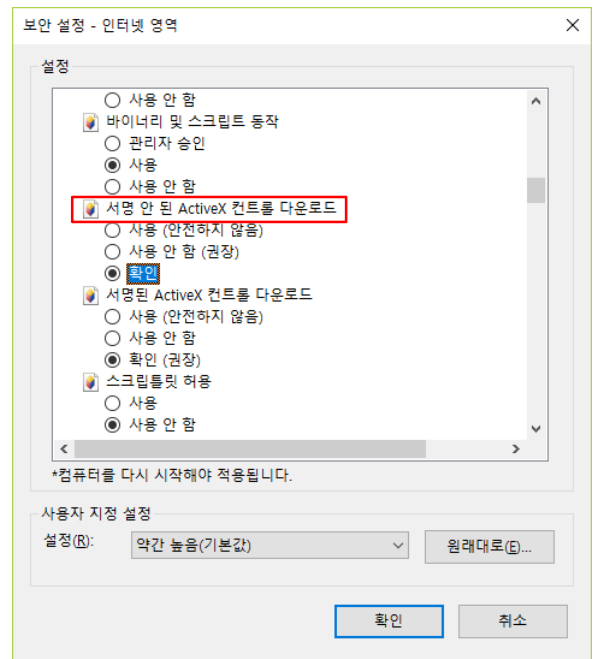 보안 설정 - 인터넷 영역
설정
사용 안 함
바이너리 및 스크립트 동작
관리자 승인
사용
사용 안 함
서명 안 된 ActiveX 컨트롤 다운로드
사용 (안전하지 않음)
사용 안 함 (권장)
확인
서명된 ActiveX 컨트롤 다운로드
사용 (안전하지 않음)
사용 안 함
확인 (권장)
스크립틀릿 허용
사용
사용 안 함
*컴퓨터를 다시 시작해야 적용됩니다.
사용자 지정 설정
설정(R): 약간 높음(기본값) 원래대로(E)...
확인 취소